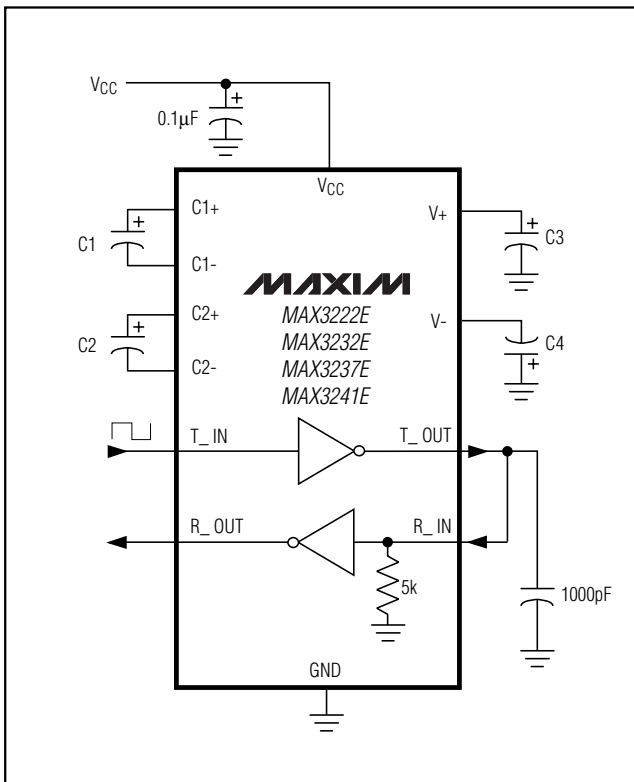 VCC
+
0.1μF
VCC
C1+
V+
+
+
C1
C3
C1-
MAXIM
C2+
MAX3222E
V-
+
C2
MAX3232E
C4
C2-
MAX3237E
+
MAX3241E
T_ IN
T_ OUT
R_ OUT
R_ IN
5k
1000pF
GND